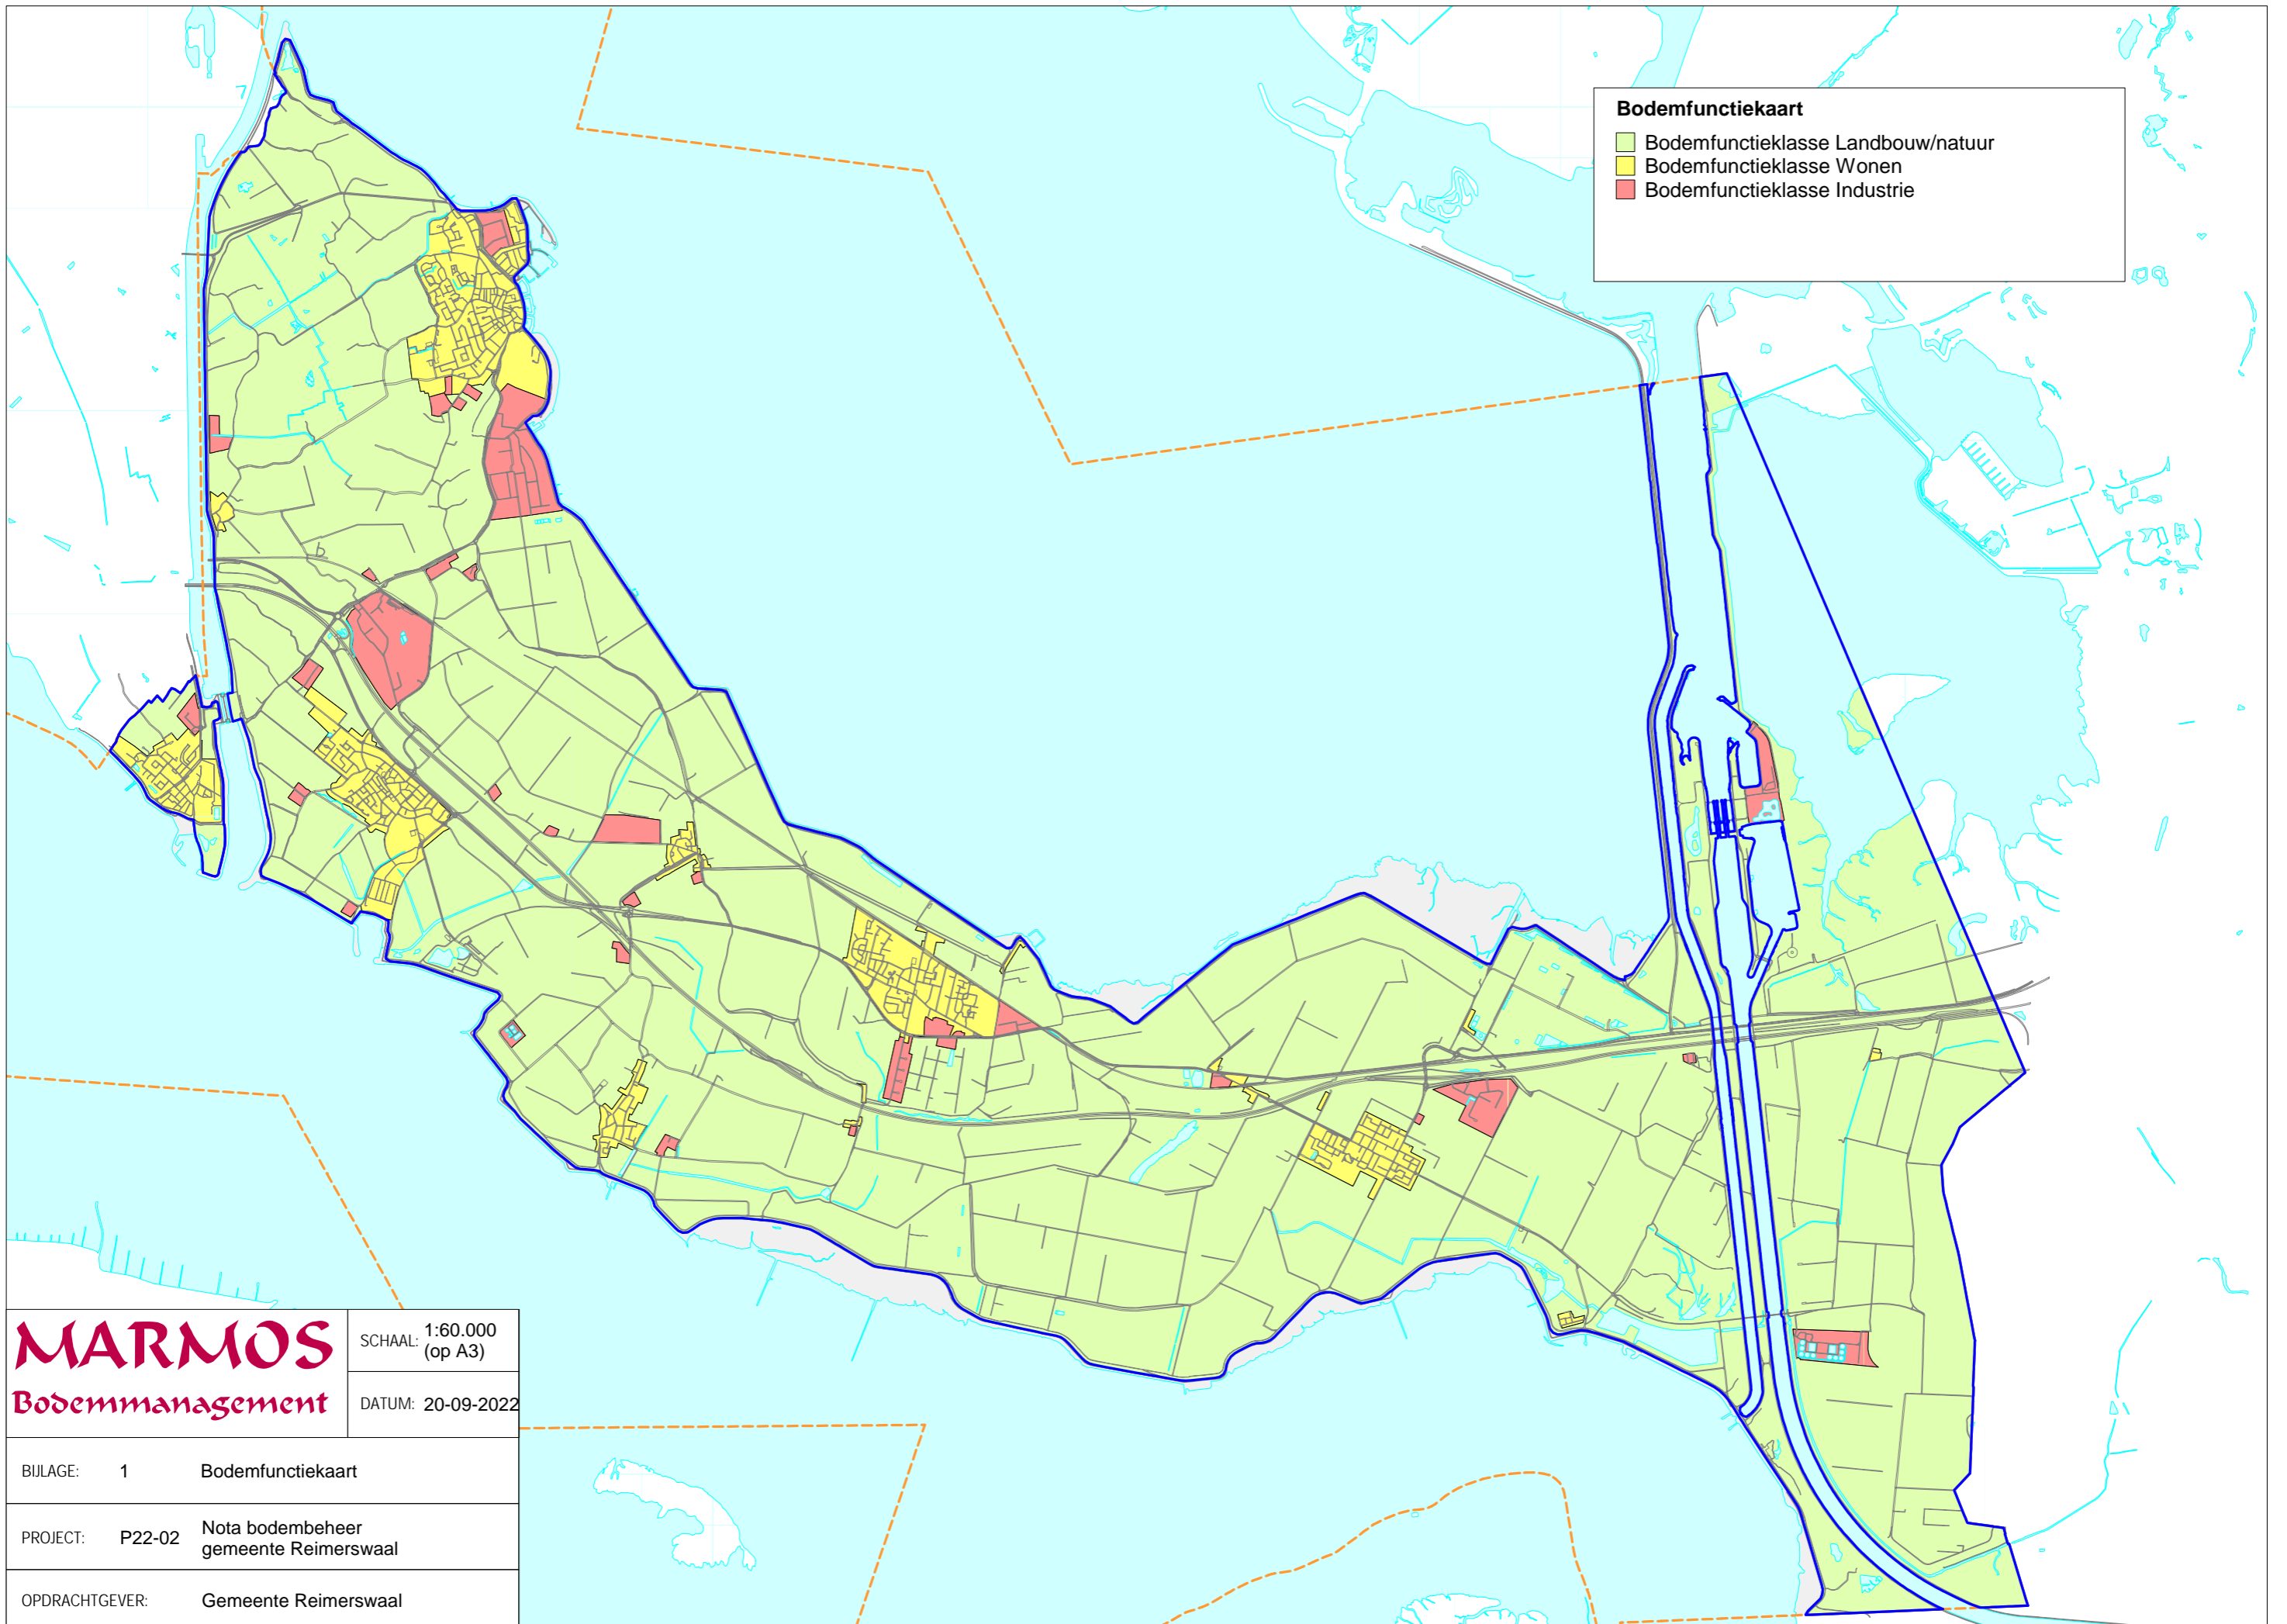 Bodemfunctiekaart
Bodemfunctieklasse Landbouw/natuur
Bodemfunctieklasse Wonen
Bodemfunctieklasse Industrie
MARMOS
Bodemmanagement
SCHAAL: 1:60.000
(op A3)
DATUM: 20-09-2022
BIJLAGE: 1 Bodemfunctiekaart
PROJECT: P22-02 Nota bodembeheer
gemeente Reimerswaal
OPDRACHTGEVER: Gemeente Reimerswaal